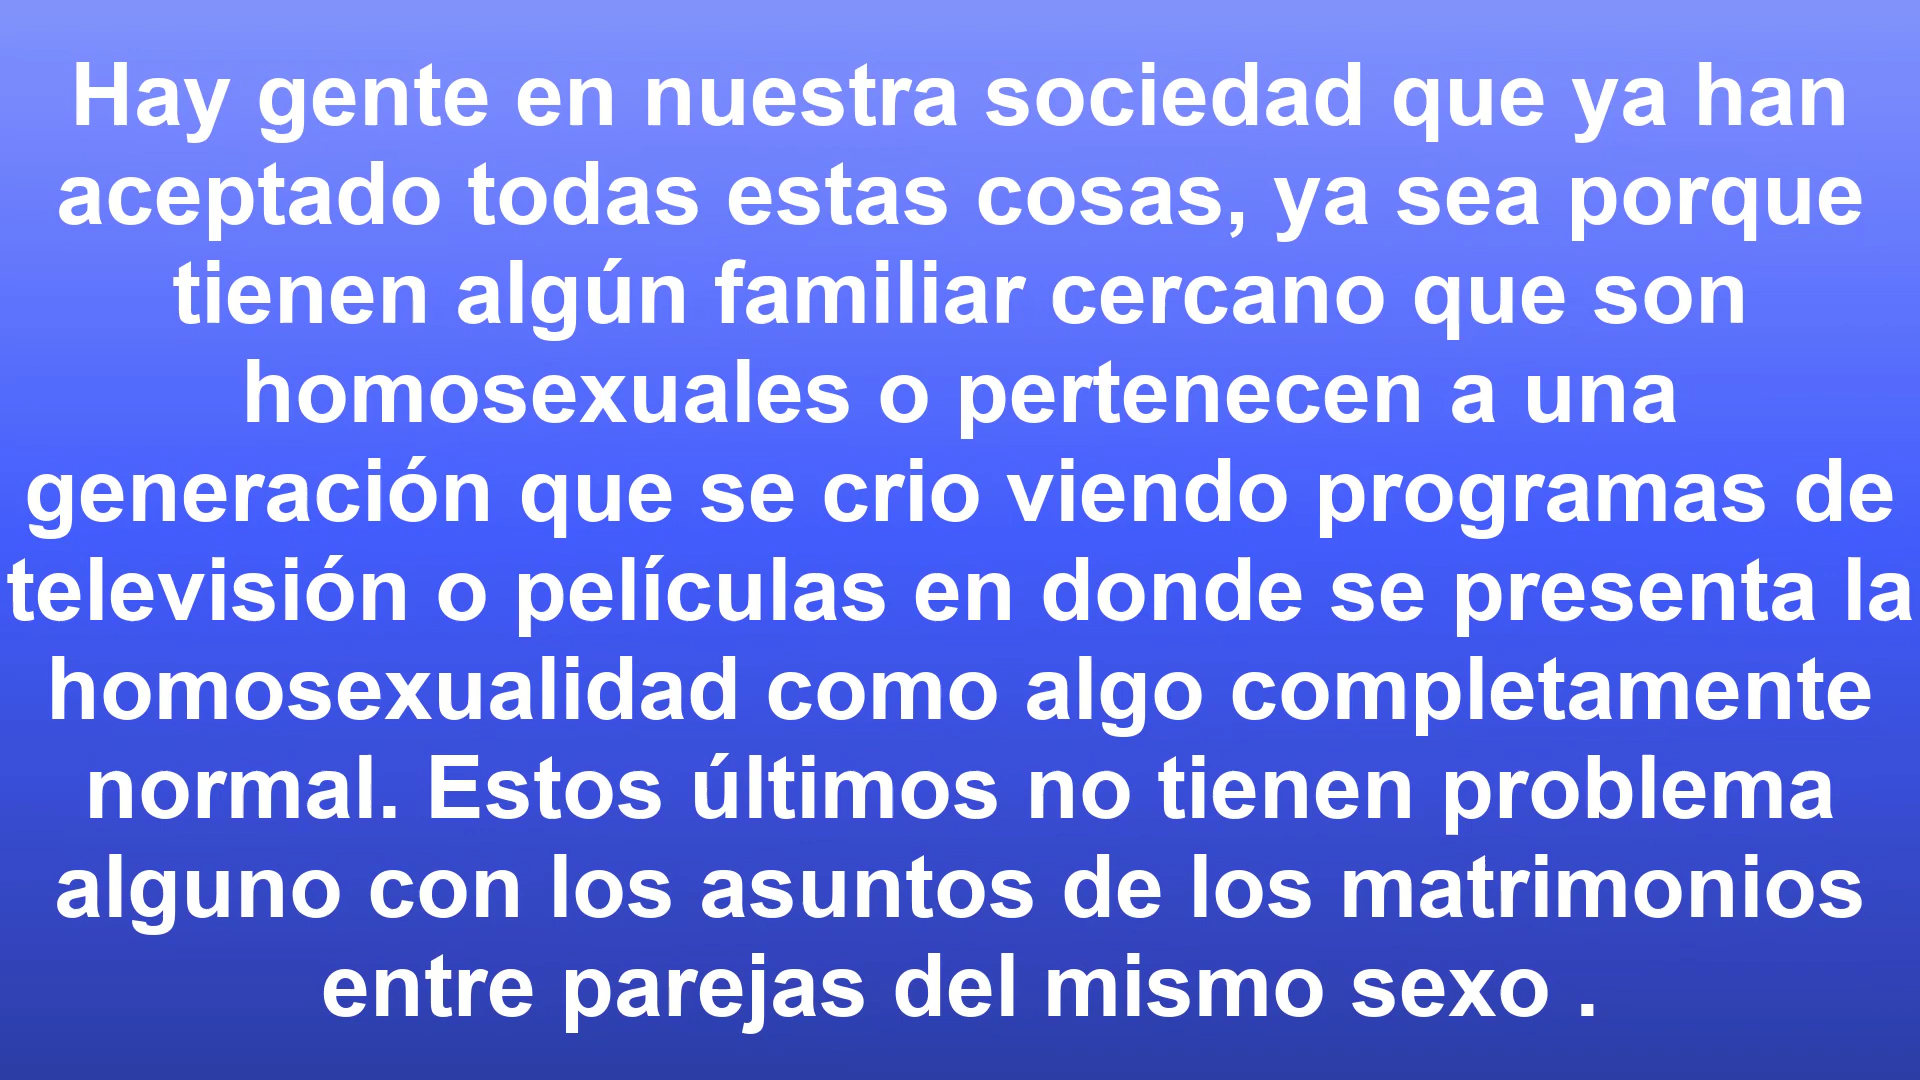 Hay gente en nuestra sociedad que ya han
aceptado todas estas cosas, ya sea porque
tienen algún familiar cercano que son
homosexuales o pertenecen a una
generación que se crio viendo programas de
televisión o películas en donde se presenta la
homosexualidad como algo completamente
normal. Estos últimos no tienen problema
alguno con los asuntos de los matrimonios
entre parejas del mismo sexo .